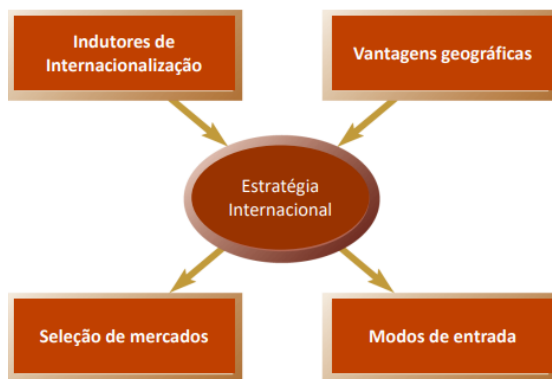 Indutores de
Internacionalização
Vantagens geográficas
Estratégia
Internacional
Seleção de mercados
Modos de entrada